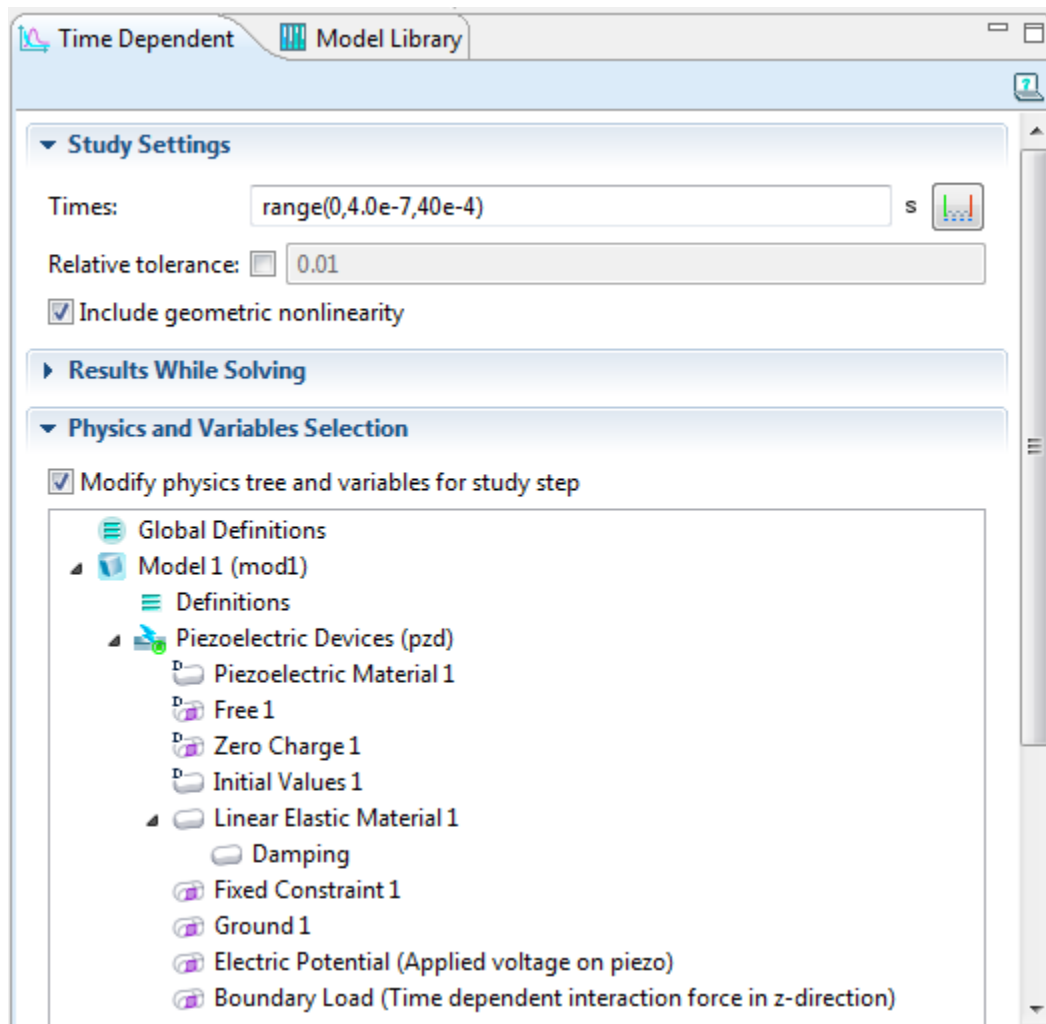 Time Dependent Model Library
Study Settings
Times: range(0,4.0e-7,40e-4) s
Relative tolerance: 0.01
Include geometric nonlinearity
Results While Solving
Physics and Variables Selection
Modify physics tree and variables for study step
Global Definitions
Model 1 (mod1)
Definitions
Piezoelectric Devices (pzd)
D Piezoelectric Material 1
D Free 1
D Zero Charge 1
D Initial Values 1
Linear Elastic Material 1
Damping
Fixed Constraint 1
Ground 1
Electric Potential (Applied voltage on piezo)
Boundary Load (Time dependent interaction force in z-direction)